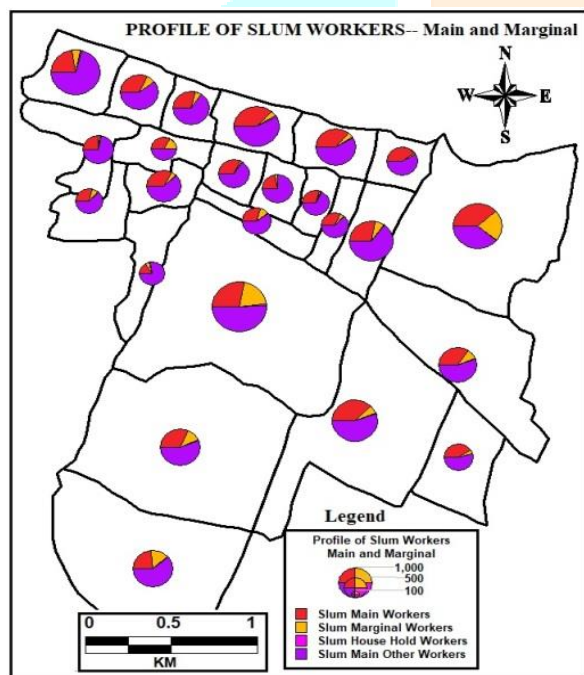 PROFILE OF SLUM WORKERS-- Main and Marginal
N
W E
S
Legend
Profile of Slum Workers
Main and Marginal
1,000
500
100
Slum Main Workers
Slum Marginal Workers
Slum House Hold Workers
Slum Main Other Workers
0 0.5 1
KM